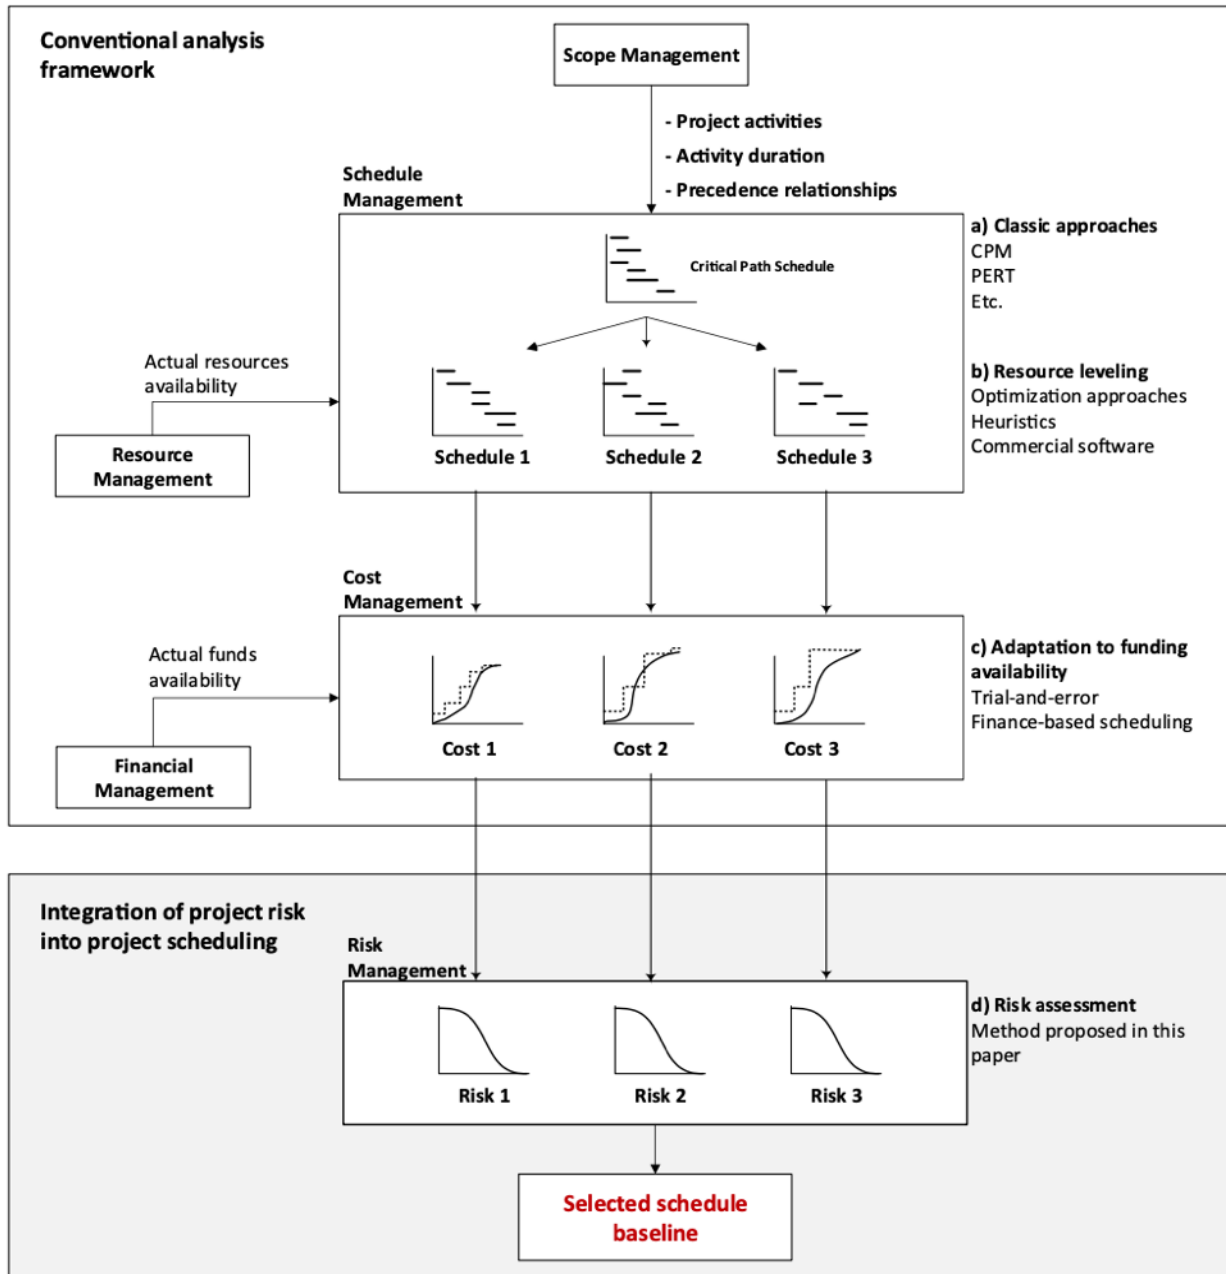 Conventional analysis
framework
Scope Management
- Project activities
- Activity duration
- Precedence relationships
Schedule
Management
Critical Path Schedule
a) Classic approaches
CPM
PERT
Etc.
Actual resources
availability
Resource
Management
Schedule 1
Schedule 2
Schedule 3
b) Resource leveling
Optimization approaches
Heuristics
Commercial software
Cost
Management
Actual funds
availability
Financial
Management
Cost 1
Cost 2
Cost 3
c) Adaptation to funding
availability
Trial-and-error
Finance-based scheduling
Integration of project risk
into project scheduling
Risk
Management
Risk 1
Risk 2
Risk 3
d) Risk assessment
Method proposed in this
paper
Selected schedule
baseline